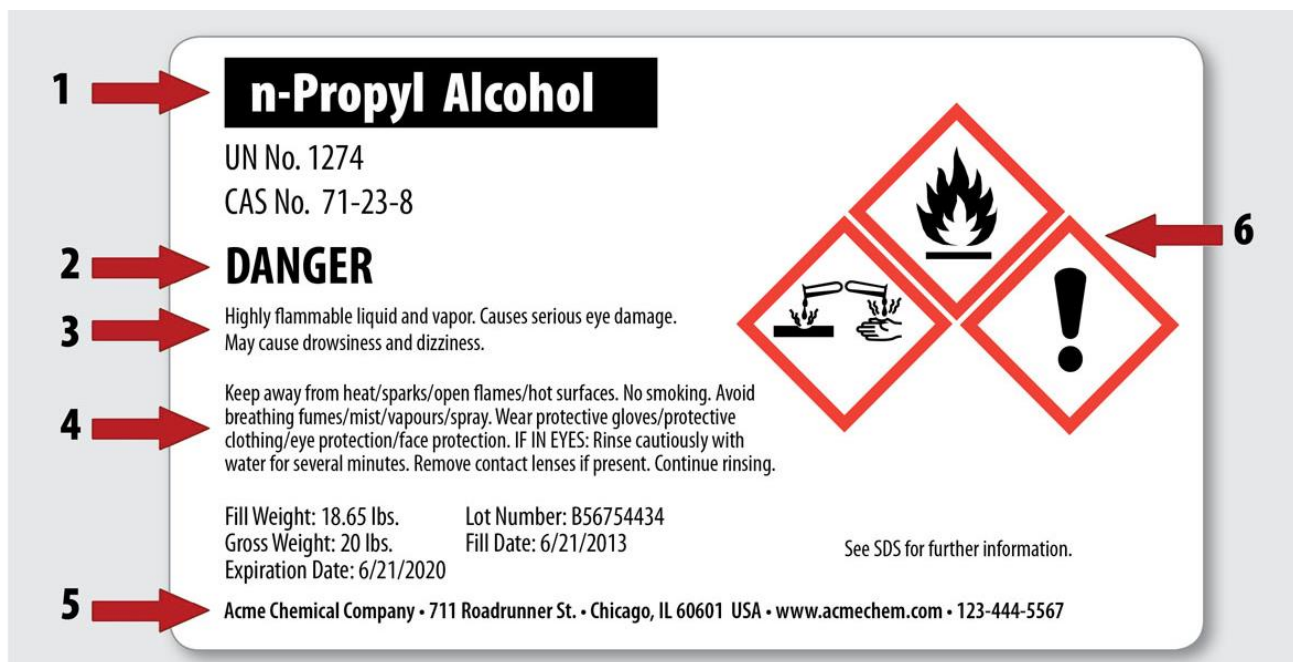 1
n-Propyl Alcohol
UN No. 1274
CAS No. 71-23-8
2
DANGER
3
Highly flammable liquid and vapor. Causes serious eye damage.
May cause drowsiness and dizziness.
4
Keep away from heat/sparks/open flames/hot surfaces. No smoking. Avoid
breathing fumes/mist/vapours/spray. Wear protective gloves/protective
clothing/eye protection/face protection. IF IN EYES: Rinse cautiously with
water for several minutes. Remove contact lenses if present. Continue rinsing.
Fill Weight: 18.65 lbs. Lot Number: B56754434
Gross Weight: 20 lbs. Fill Date: 6/21/2013
Expiration Date: 6/21/2020
See SDS for further information.
5
Acme Chemical Company • 711 Roadrunner St. • Chicago, IL 60601 USA • www.acmechem.com • 123-444-5567
6